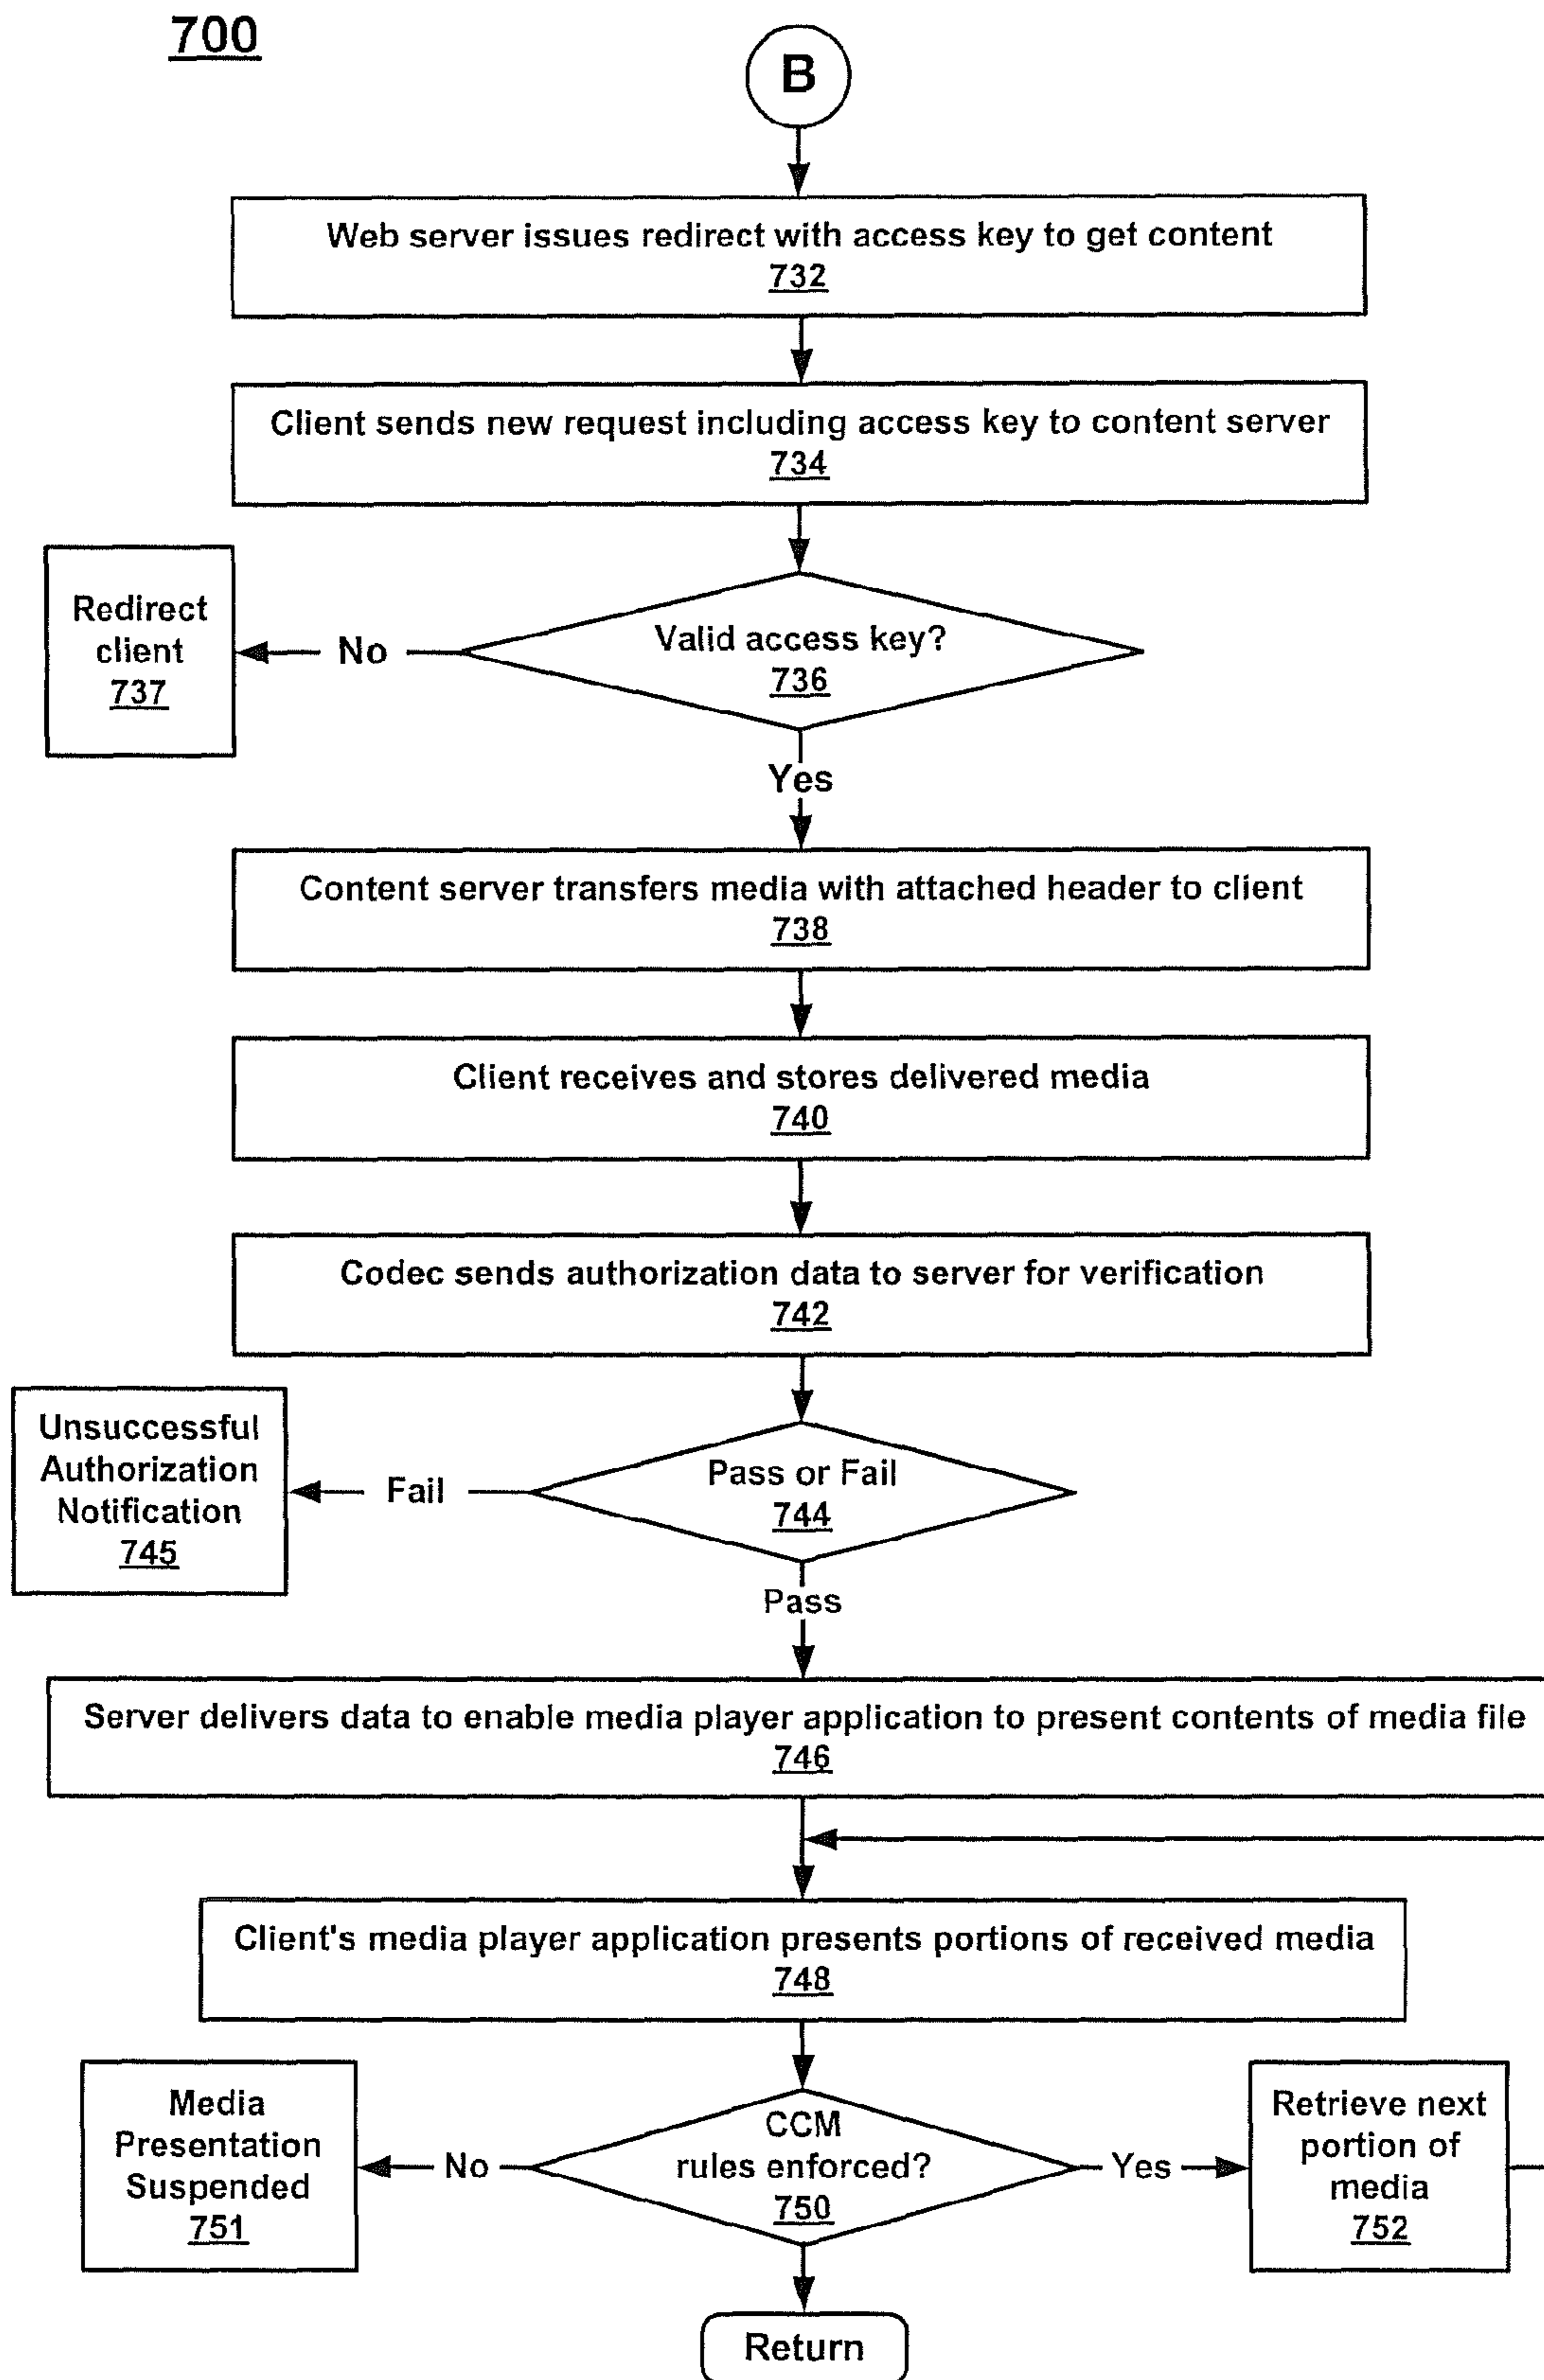 700
B
Web server issues redirect with access key to get content
732
Client sends new request including access key to content server
734
Redirect
client
737
No
Valid access key?
736
Yes
Content server transfers media with attached header to client
738
Client receives and stores delivered media
740
Codec sends authorization data to server for verification
742
Unsuccessful
Authorization
Notification
745
Fail
Pass or Fail
744
Pass
Server delivers data to enable media player application to present contents of media file
746
Client's media player application presents portions of received media
748
Media
Presentation
Suspended
751
No
CCM
rules enforced?
750
Yes
Retrieve next
portion of
media
752
Return